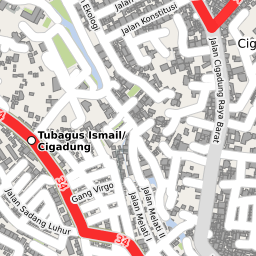 Ekologi
Jalan Konstitusi
Jalan Cigadung Raya Barat
Cig
34
Tubagus Ismail/
Cigadung
34
Gang Virgo
Jalan Sadang Luhur
Jalan Melati I
Jalan Melati II
34